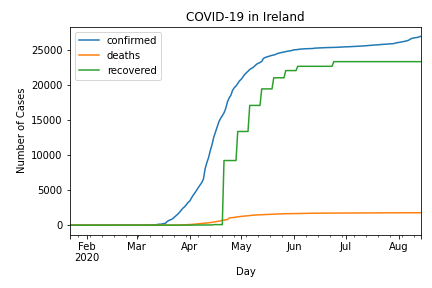 COVID-19 in Ireland
confirmed
deaths
recovered
Number of Cases
25000
20000
15000
10000
5000
0
Feb Mar Apr May Jun Jul Aug
2020
Day